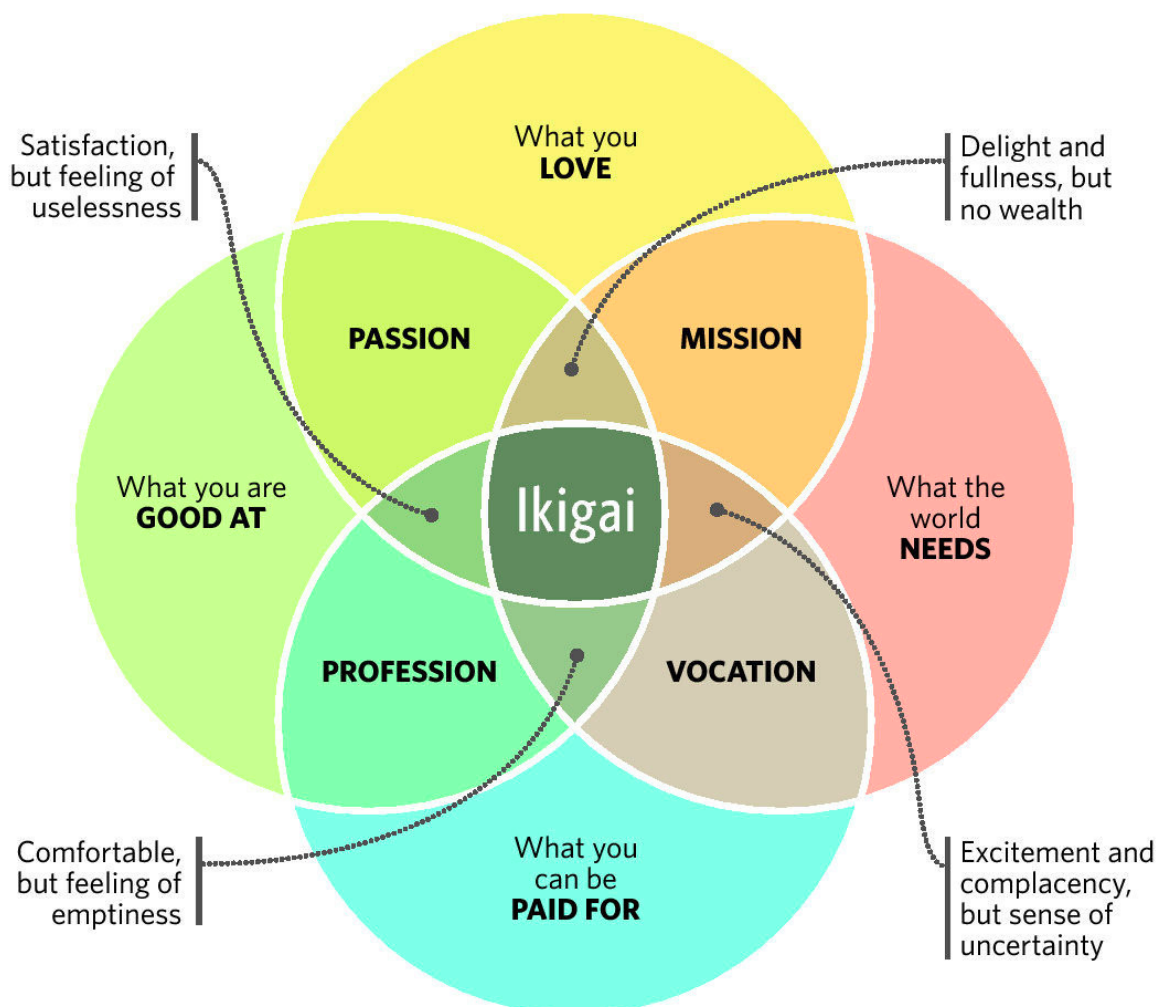 What you
LOVE
Satisfaction,
but feeling of
uselessness
Delight and
fullness, but
no wealth
PASSION
MISSION
What you are
GOOD AT
Ikigai
What the
world
NEEDS
PROFESSION
VOCATION
Comfortable,
but feeling of
emptiness
What you
can be
PAID FOR
Excitement and
complacency,
but sense of
uncertainty